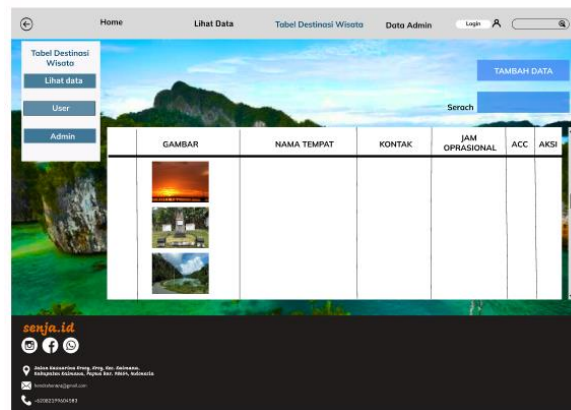 Home
Lihat Data
Tabel Destinasi Wisata
Data Admin
Login
Tabel Destinasi
Wisata
Lihat data
User
Admin
TAMBAH DATA
Serach
GAMBAR
NAMA TEMPAT
KONTAK
JAM
OPRASIONAL
ACC
AKSI
senja.id